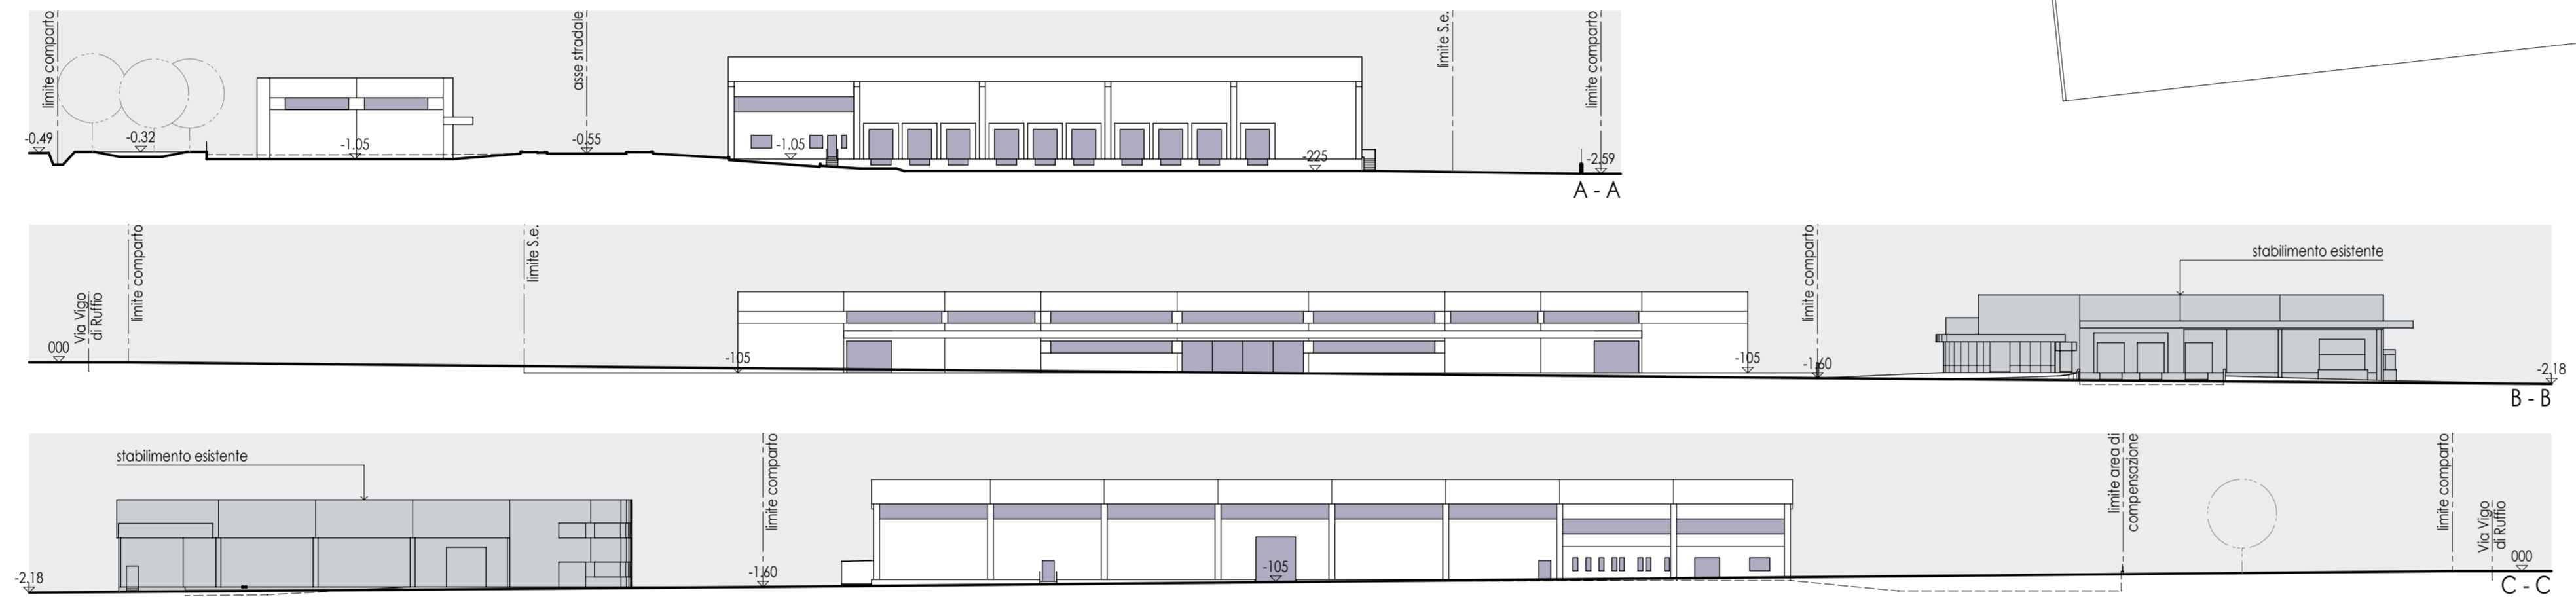 limite comparto
asse stradale
limite S.e.
limite comparto
-0.49
-0.32
-1.05
-0.55
-1.05
-225
-2.59
A - A
limite comparto
limite S.e.
limite comparto
stabilimento esistente
Via Vigo
di Ruffio
000
-105
-105
-1.60
-2.18
B - B
stabilimento esistente
limite comparto
limite area di
compensazione
limite comparto
Via Vigo
di Ruffio
-2.18
-1.60
-105
000
C - C